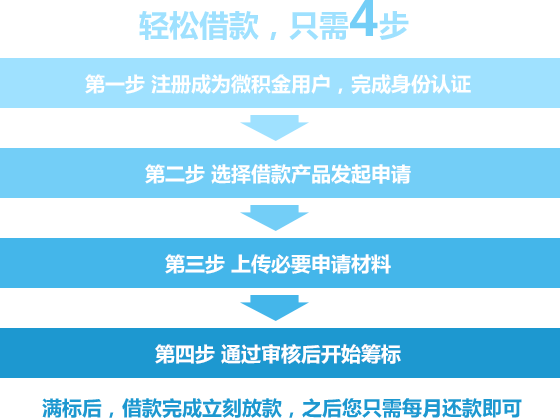 轻松借款，只需4步
第一步 注册成为微积金用户，完成身份认证
第二步 选择借款产品发起申请
第三步 上传必要申请材料
第四步 通过审核后开始筹标
满标后，借款完成立刻放款，之后您只需每月还款即可